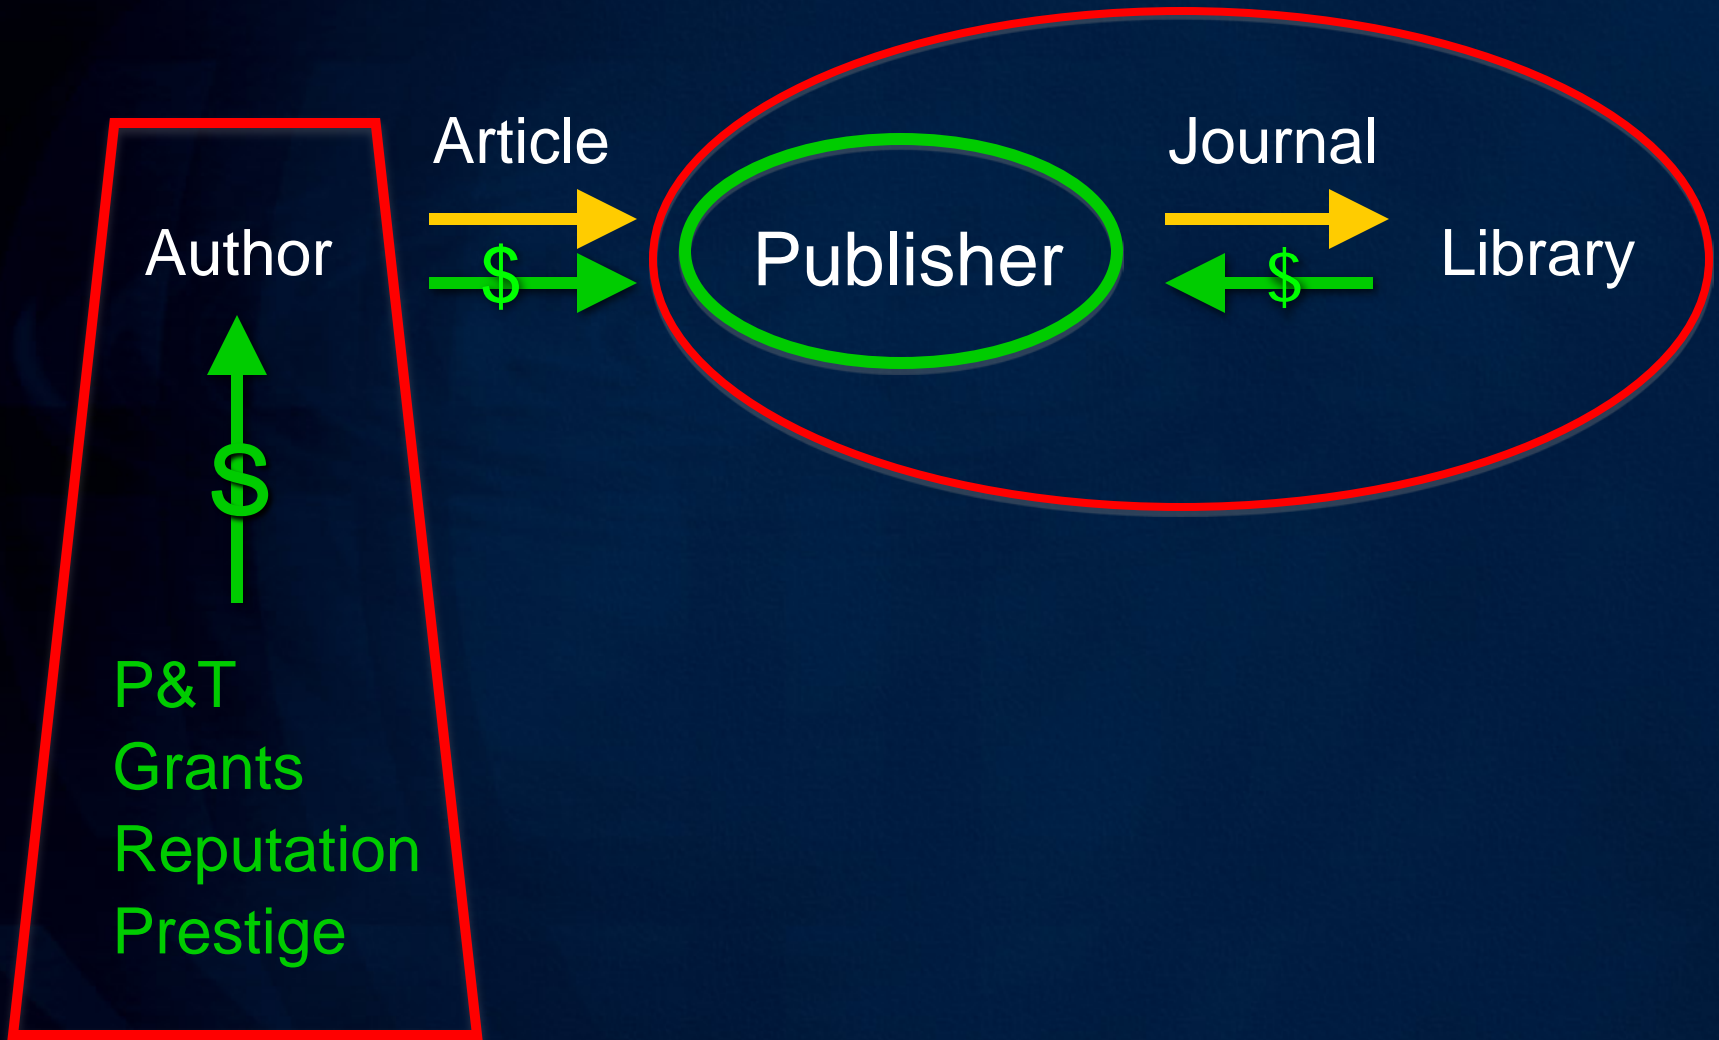 Article
Journal
Author
Publisher
Library
$
$
$
P&T
Grants
Reputation
Prestige